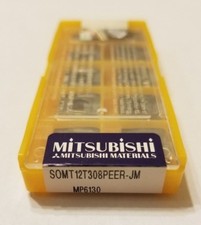 MITSUBISHI
MITSUBISHI MATERIALS
SOMT12T308PEER-JM
MP6130